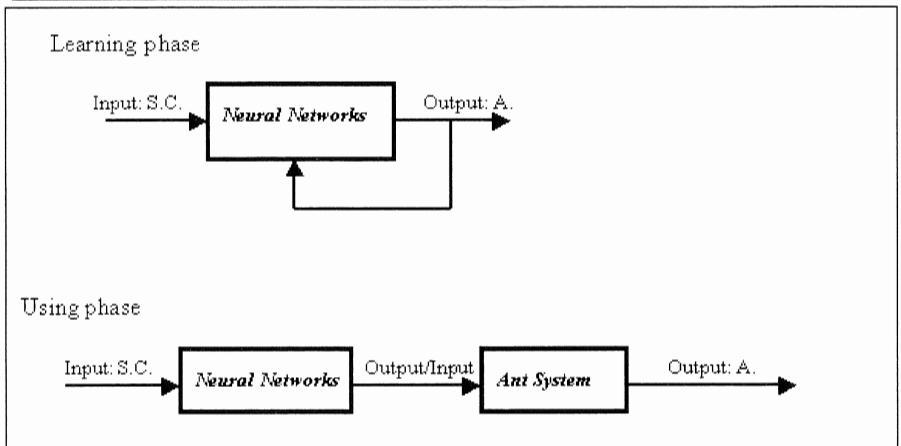 Learning phase
Input: S.C.
Neural Networks
Output: A.
Using phase
Input: S.C.
Neural Networks
Output/Input
Ant System
Output: A.